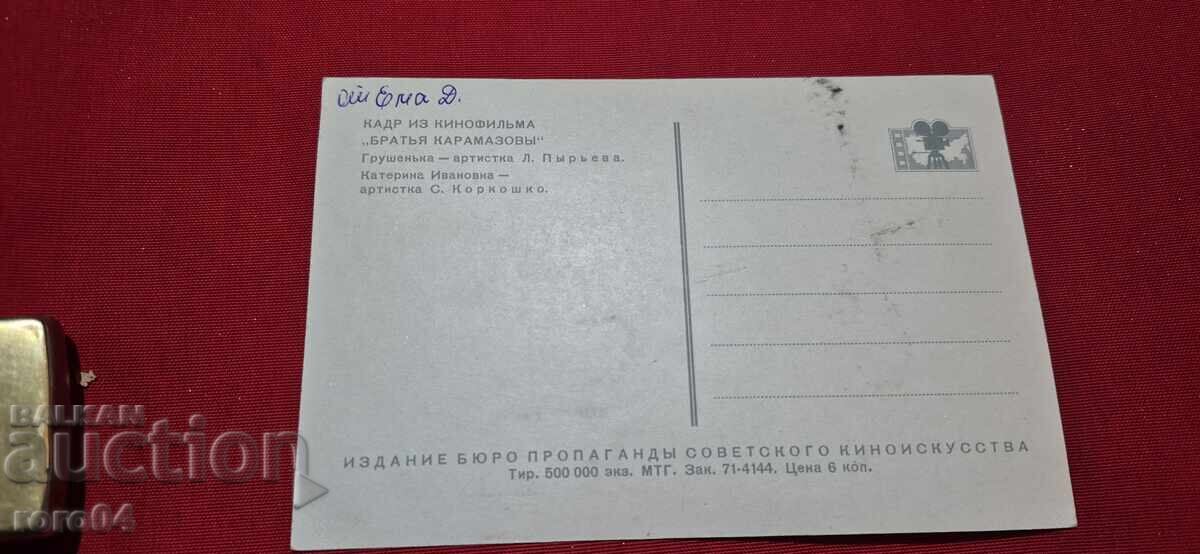 от Ема Д.
КАДР ИЗ КИНОФИЛЬМА
„БРАТЬЯ КАРАМАЗОВЫ"
Грушенька — артистка Л. Пырьева.
Катерина Ивановка —
артистка С. Коркошко.
ИЗДАНИЕ БЮРО ПРОПАГАНДЫ СОВЕТСКОГО КИНОИСКУССТВА
Тир. 500 000 экз. МТГ. Зак. 71-4144. Цена 6 коп.
BALKAN
auction
roro04